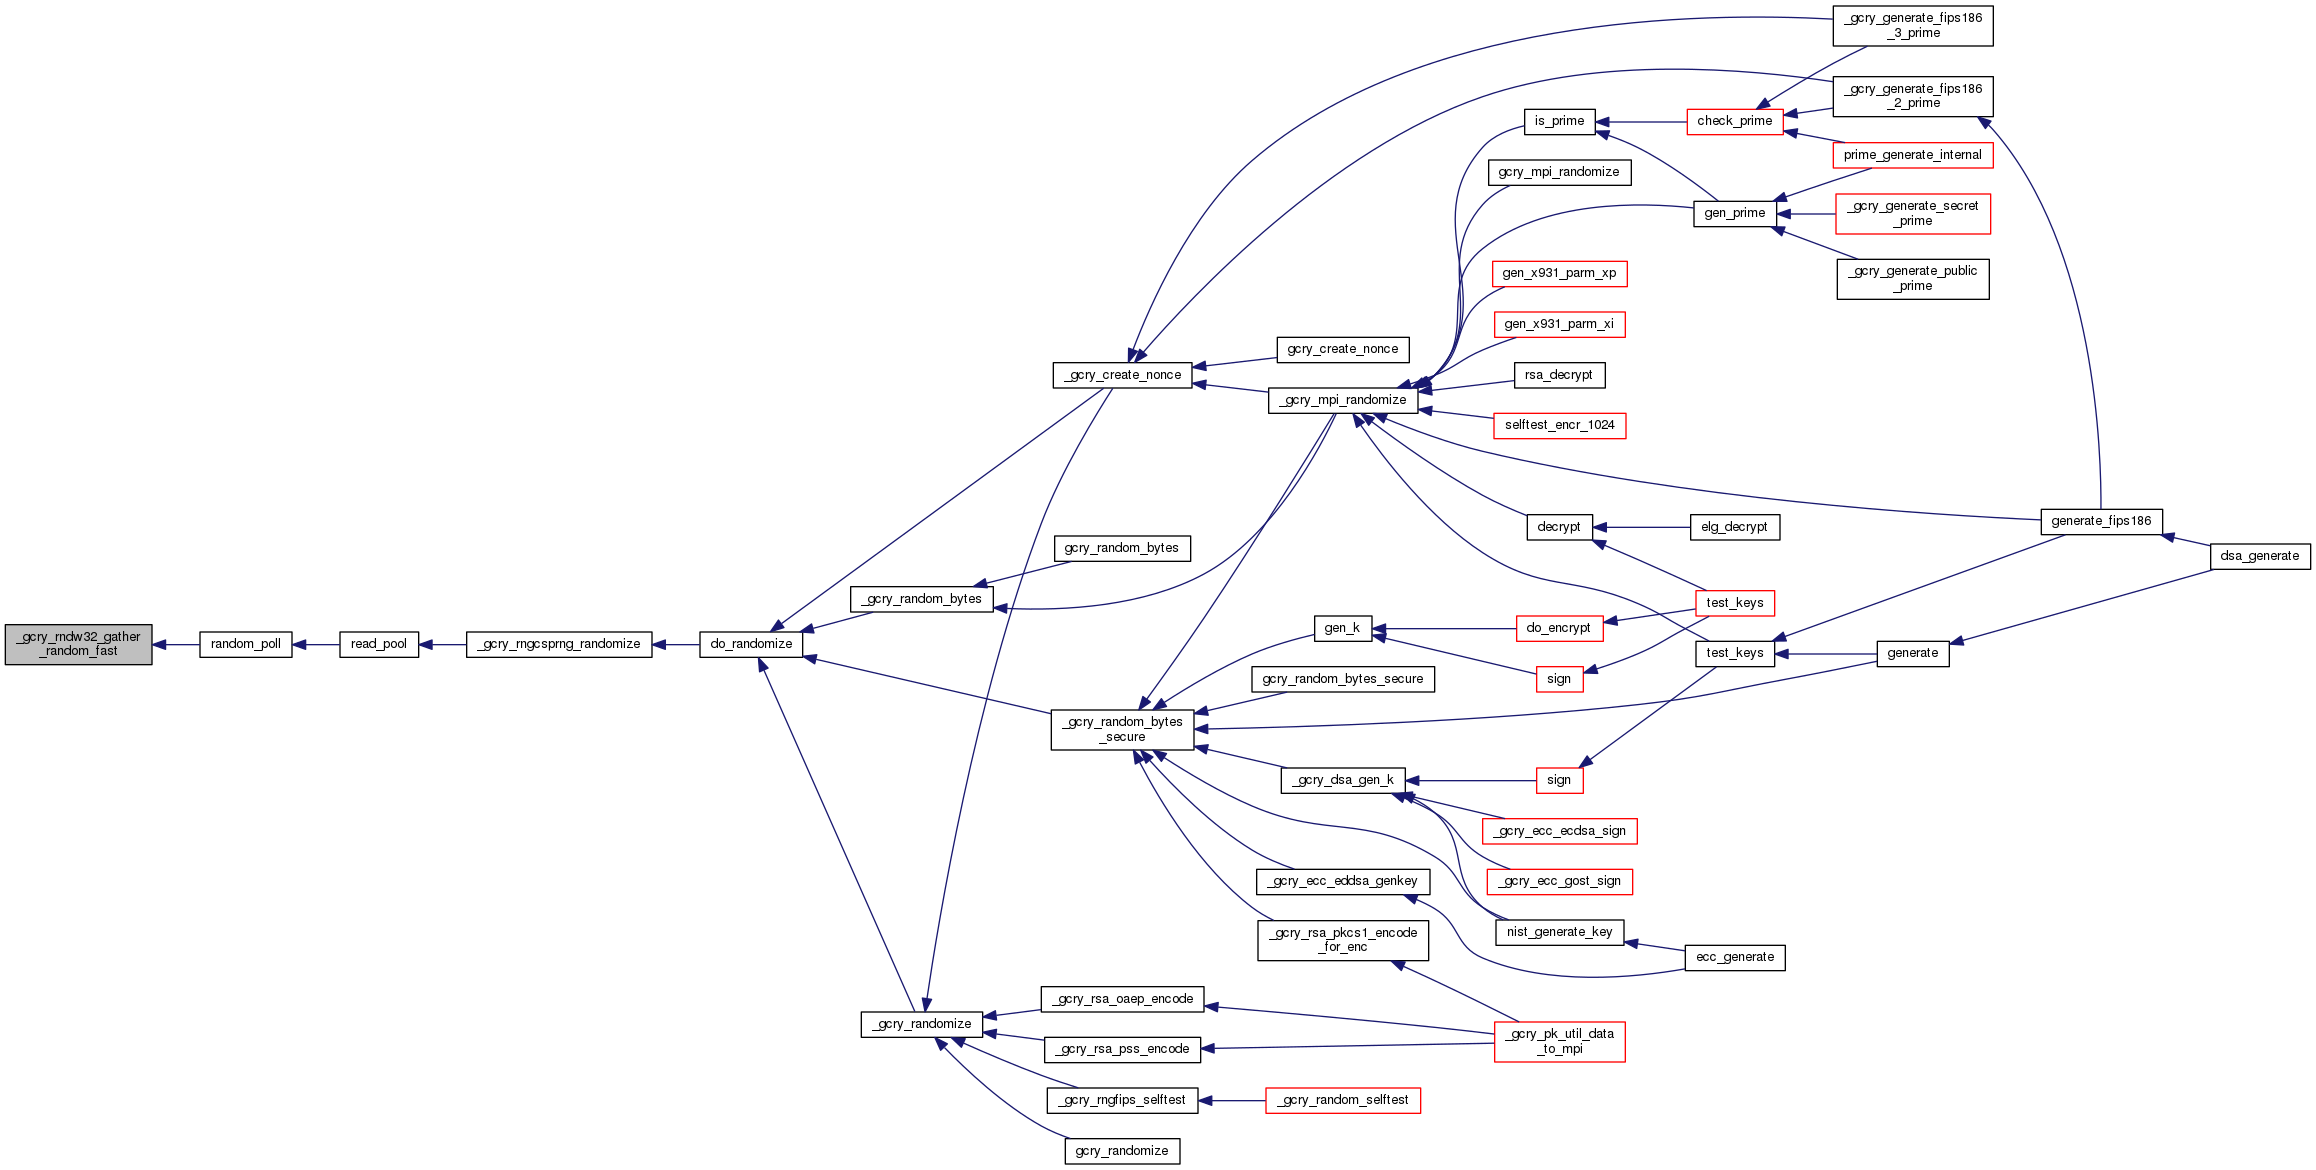 _gcry_generate_fips186
_3_prime
_gcry_generate_fips186
_2_prime
is_prime
check_prime
prime_generate_internal
gcry_mpi_randomize
gen_prime
_gcry_generate_secret
_prime
_gcry_generate_public
_prime
gen_x931_parm_xp
gen_x931_parm_xi
gcry_create_nonce
_gcry_create_nonce
rsa_decrypt
_gcry_mpi_randomize
selftest_encr_1024
generate_fips186
decrypt
elg_decrypt
dsa_generate
gcry_random_bytes
_gcry_random_bytes
test_keys
gen_k
do_encrypt
_gcry_rndw32_gather
_random_fast
random_poll
read_pool
_gcry_rngcsprng_randomize
do_randomize
test_keys
generate
gcry_random_bytes_secure
sign
_gcry_random_bytes
_secure
_gcry_dsa_gen_k
sign
_gcry_ecc_ecdsa_sign
_gcry_ecc_eddsa_genkey
_gcry_ecc_gost_sign
_gcry_rsa_pkcs1_encode
_for_enc
nist_generate_key
ecc_generate
_gcry_rsa_oaep_encode
_gcry_randomize
_gcry_pk_util_data
_to_mpi
_gcry_rsa_pss_encode
_gcry_rngfips_selftest
_gcry_random_selftest
gcry_randomize